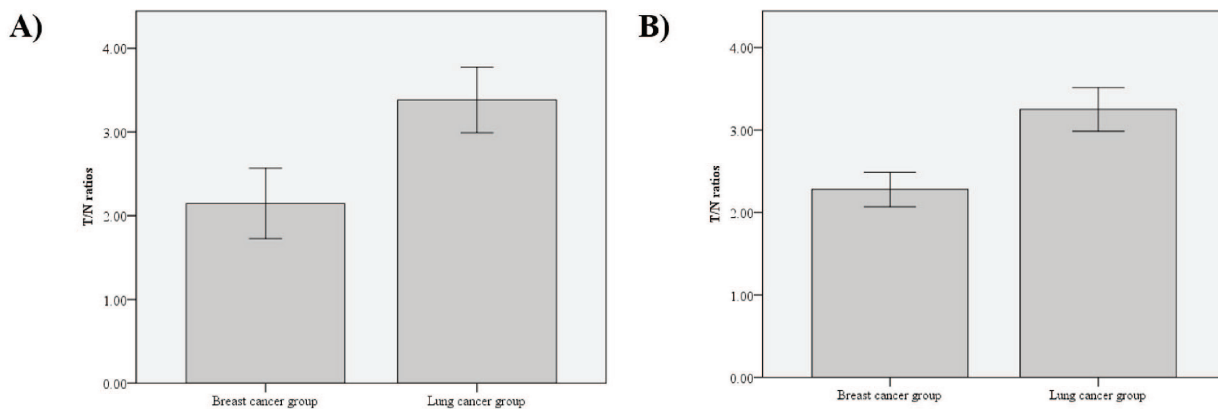 A)
4.00
3.00
2.00
1.00
0.00
T/N ratios
Breast cancer group
Lung cancer group
B)
4.00
3.00
2.00
1.00
0.00
T/N ratios
Breast cancer group
Lung cancer group